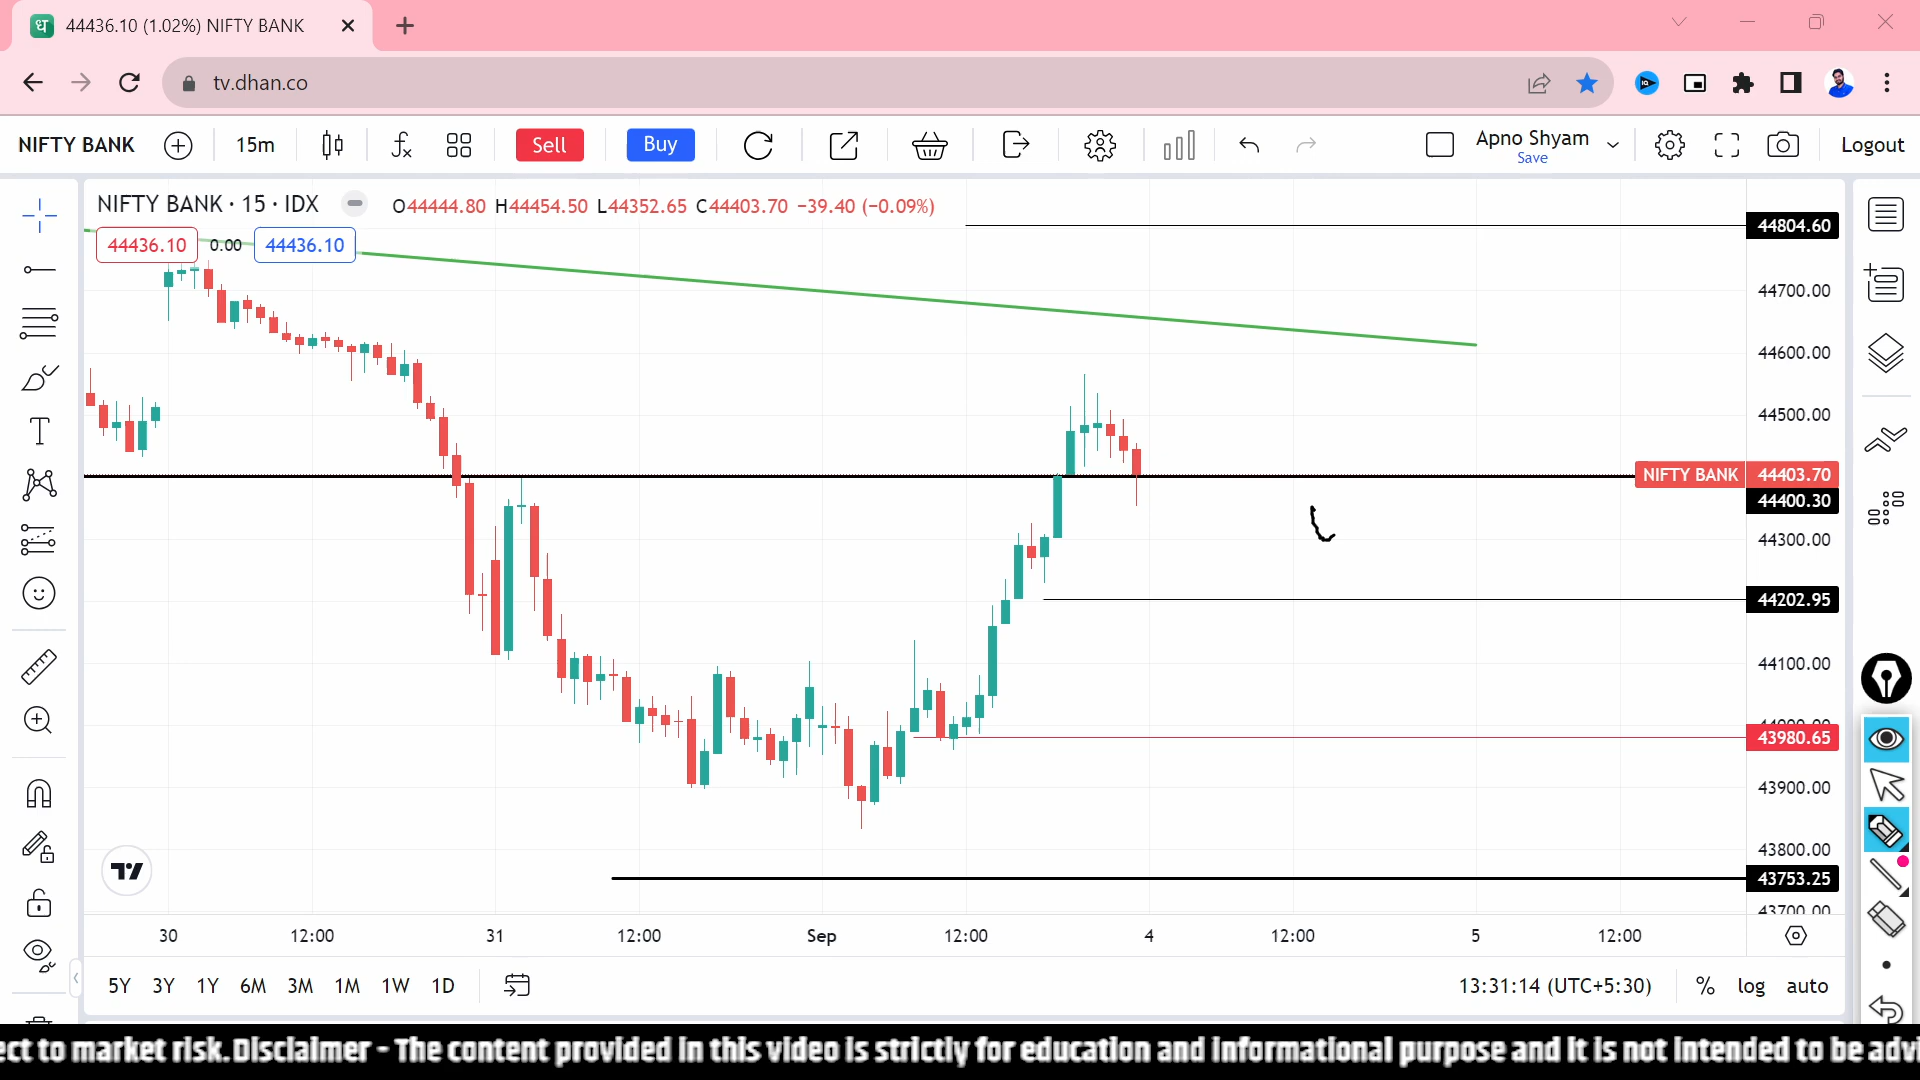 ध 44436.10 (1.02%) NIFTY BANK
tv.dhan.co
NIFTY BANK 15m Sell Buy Apno Shyam Save Logout
NIFTY BANK · 15 · IDX O44444.80 H44454.50 L44352.65 C44403.70 −39.40 (−0.09%)
44436.10 0.00 44436.10
44804.60
44700.00
44600.00
44500.00
NIFTY BANK 44403.70
44400.30
44300.00
44202.95
44100.00
43980.65
43900.00
43800.00
43753.25
43700.00
30 12:00 31 12:00 Sep 12:00 4 12:00 5 12:00
5Y 3Y 1Y 6M 3M 1M 1W 1D 13:31:14 (UTC+5:30) % log auto
to market risk. Disclaimer - The content provided in this video is strictly for education and informational purpose and it is not intended to be